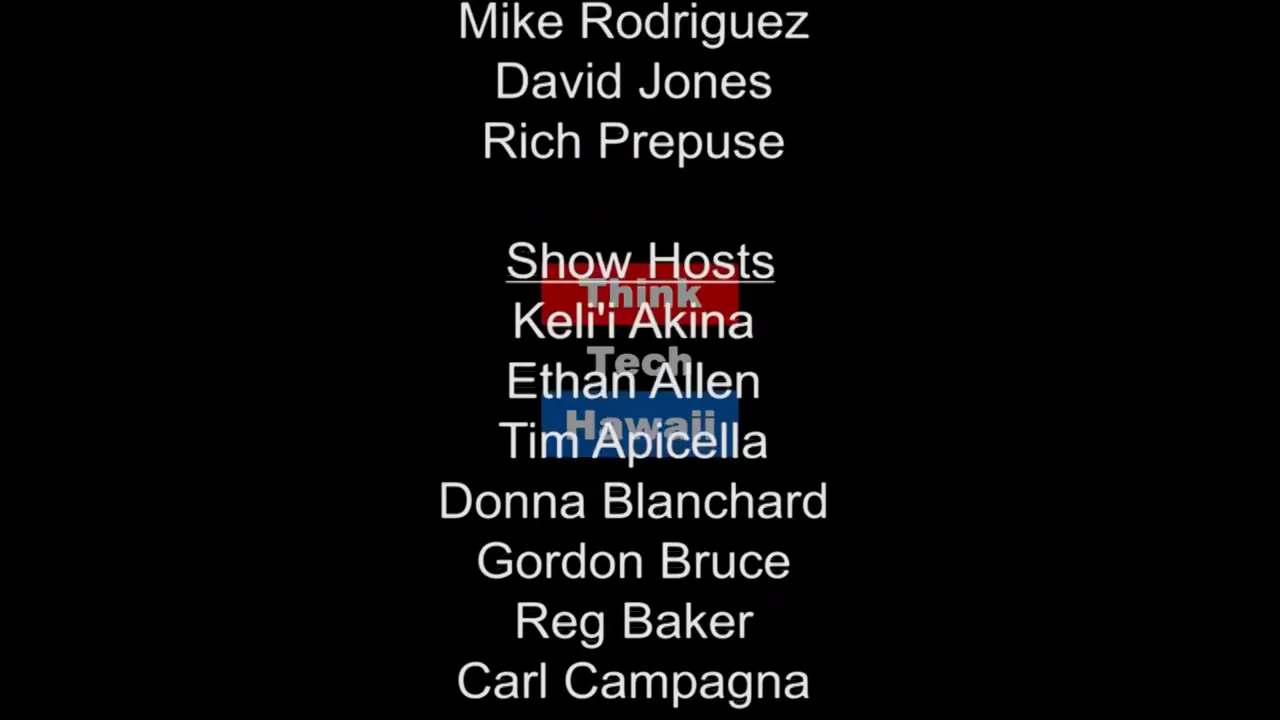 Mike Rodriguez
David Jones
Rich Prepuse
Show Hosts
Think
Keli'i Akina
Tech
Ethan Allen
Hawaii
Tim Apicella
Donna Blanchard
Gordon Bruce
Reg Baker
Carl Campagna